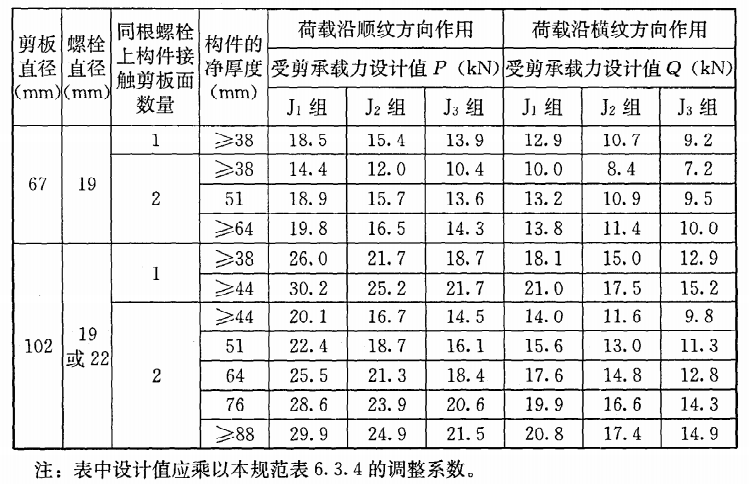 剪板直径(mm) 螺栓直径(mm) 同根螺栓上构件接触剪板面数量 构件的净厚度(mm) 荷载沿顺纹方向作用 荷载沿横纹方向作用
受剪承载力设计值 P (kN) 受剪承载力设计值 Q (kN)
J₁ 组 J₂ 组 J₃ 组 J₁ 组 J₂ 组 J₃ 组
67 19 1 ≥38 18.5 15.4 13.9 12.9 10.7 9.2
2 ≥38 14.4 12.0 10.4 10.0 8.4 7.2
51 18.9 15.7 13.6 13.2 10.9 9.5
≥64 19.8 16.5 14.3 13.8 11.4 10.0
102 19或22 1 ≥38 26.0 21.7 18.7 18.1 15.0 12.9
≥44 30.2 25.2 21.7 21.0 17.5 15.2
2 ≥44 20.1 16.7 14.5 14.0 11.6 9.8
51 22.4 18.7 16.1 15.6 13.0 11.3
64 25.5 21.3 18.4 17.6 14.8 12.8
76 28.6 23.9 20.6 19.9 16.6 14.3
≥88 29.9 24.9 21.5 20.8 17.4 14.9
注：表中设计值应乘以本规范表 6.3.4 的调整系数。